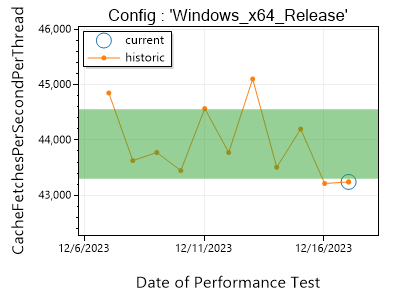 Config : 'Windows_x64_Release'
CacheFetchesPerSecondPerThread
46,000
45,000
44,000
43,000
current
historic
12/6/2023
12/11/2023
12/16/2023
Date of Performance Test